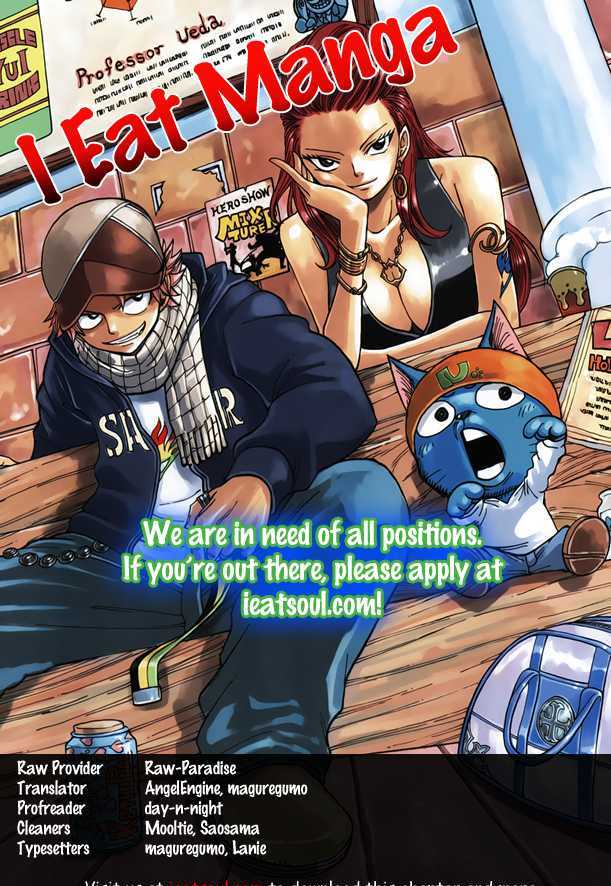 Professor Ueda
I Eat Manga
YUI
HERO SHOW
MIX
TURE
SA R
We are in need of all positions.
If you're out there, please apply at
ieatsoul.com!
Raw Provider Raw-Paradise
Translator AngelEngine, maguregumo
Profreader day-n-night
Cleaners Mooltie, Saosama
Typesetters maguregumo, Lanie